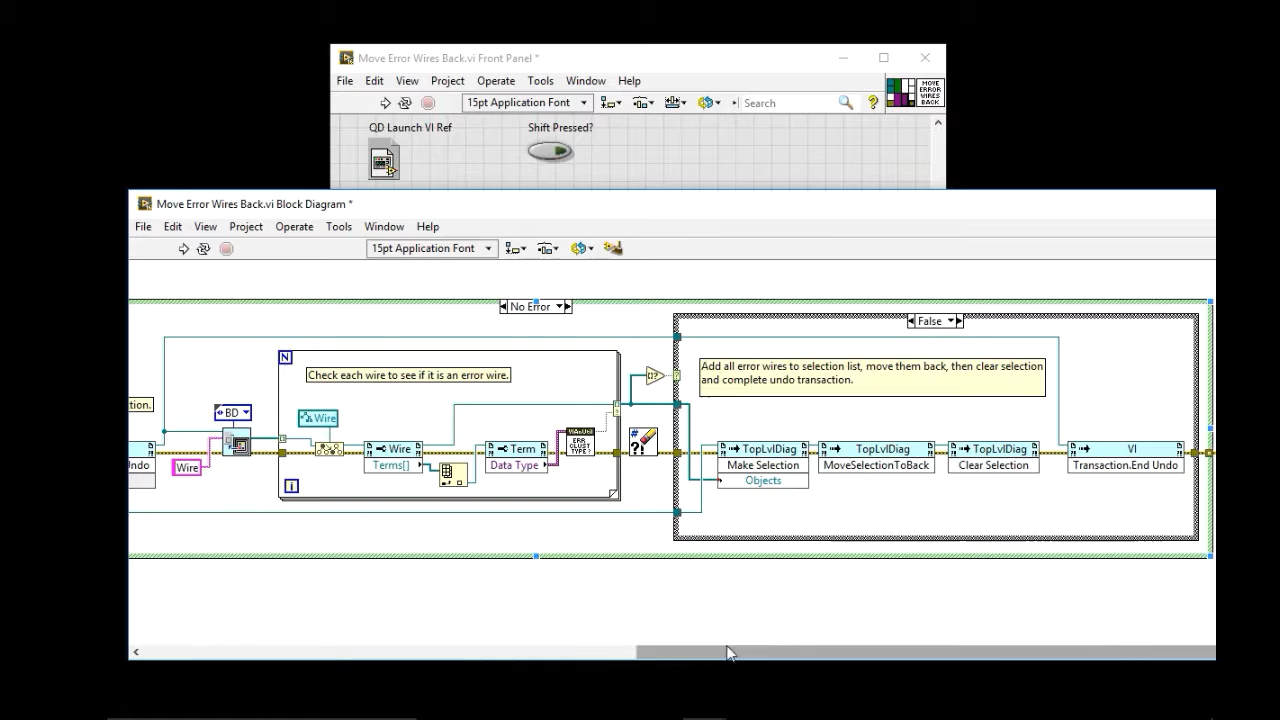 Move Error Wires Back.vi Front Panel *
File Edit View Project Operate Tools Window Help
15pt Application Font
Search
?
MOVE
ERROR
WIRES
BACK
QD Launch VI Ref
Shift Pressed?
Move Error Wires Back.vi Block Diagram *
File Edit View Project Operate Tools Window Help
15pt Application Font
No Error
False
N
Check each wire to see if it is an error wire.
Add all error wires to selection list, move them back, then clear selection
and complete undo transaction.
tion.
BD
Wire
Undo
Wire
Wire
Terms[]
Term
Data Type
ERR
CLUST
TYPE?
#
?!
TopLvlDiag
Make Selection
Objects
TopLvlDiag
MoveSelectionToBack
TopLvlDiag
Clear Selection
VI
Transaction.End Undo
i